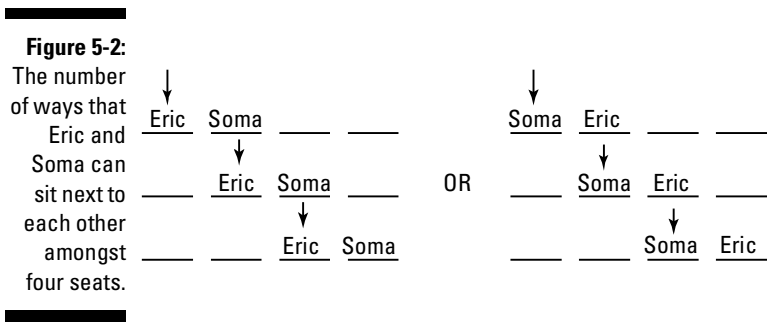 Figure 5-2:
The number
of ways that
Eric and
Soma can
sit next to
each other
amongst
four seats.
Eric Soma
Eric Soma
Eric Soma
OR
Soma Eric
Soma Eric
Soma Eric